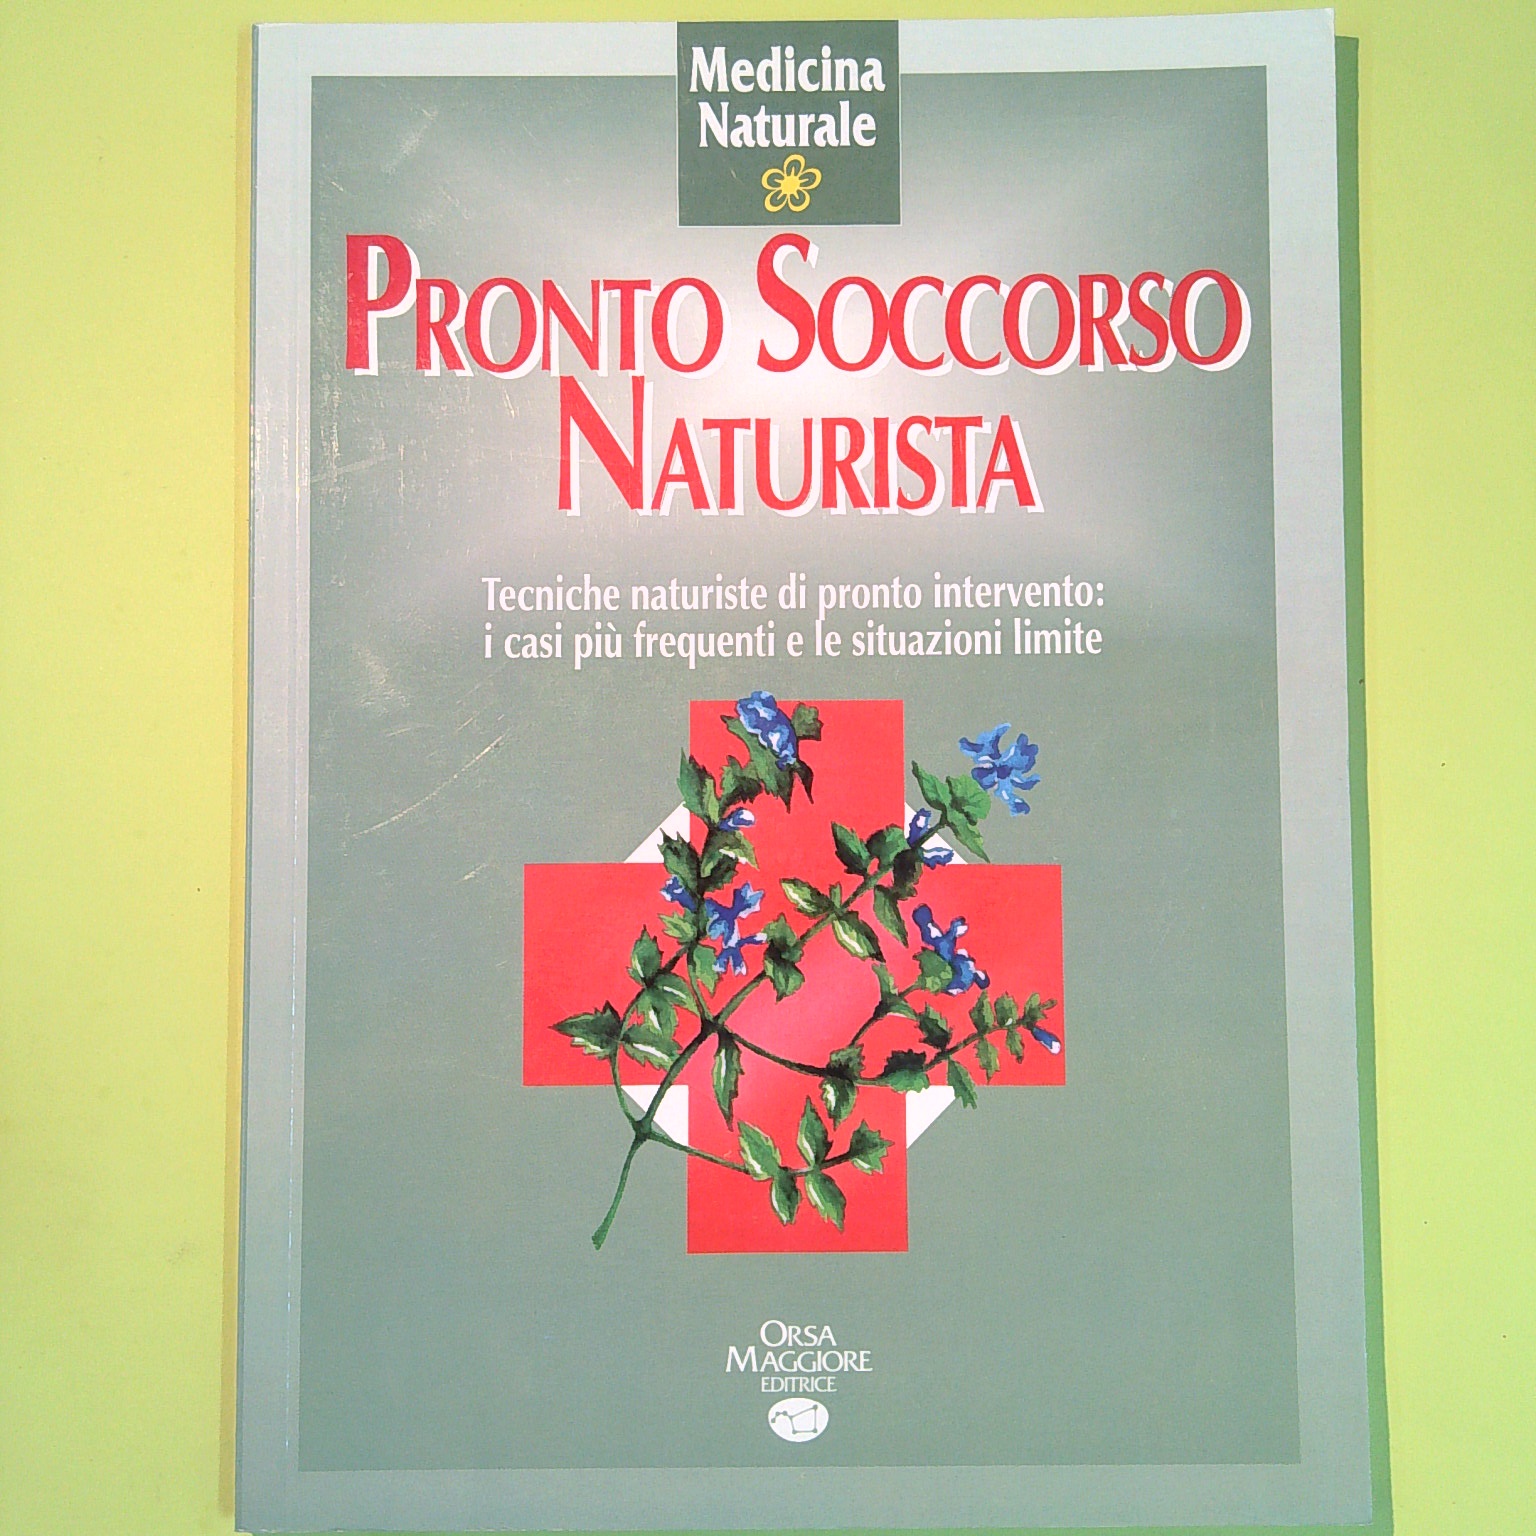 Medicina
Naturale
PRONTO SOCCORSO
NATURISTA
Tecniche naturiste di pronto intervento:
i casi più frequenti e le situazioni limite
ORSA
MAGGIORE
EDITRICE